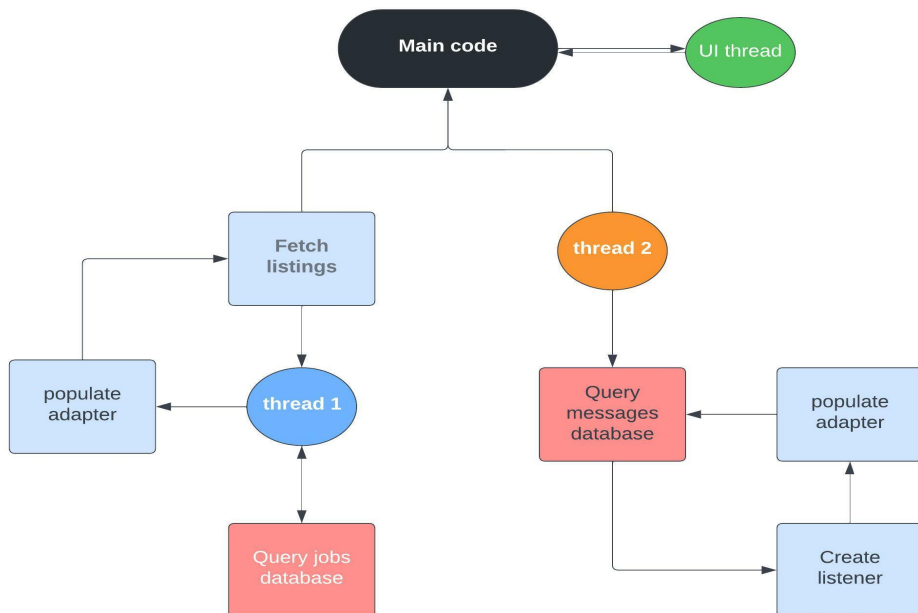 Main code
UI thread
Fetch
listings
thread 2
populate
adapter
thread 1
Query
messages
database
populate
adapter
Query jobs
database
Create
listener